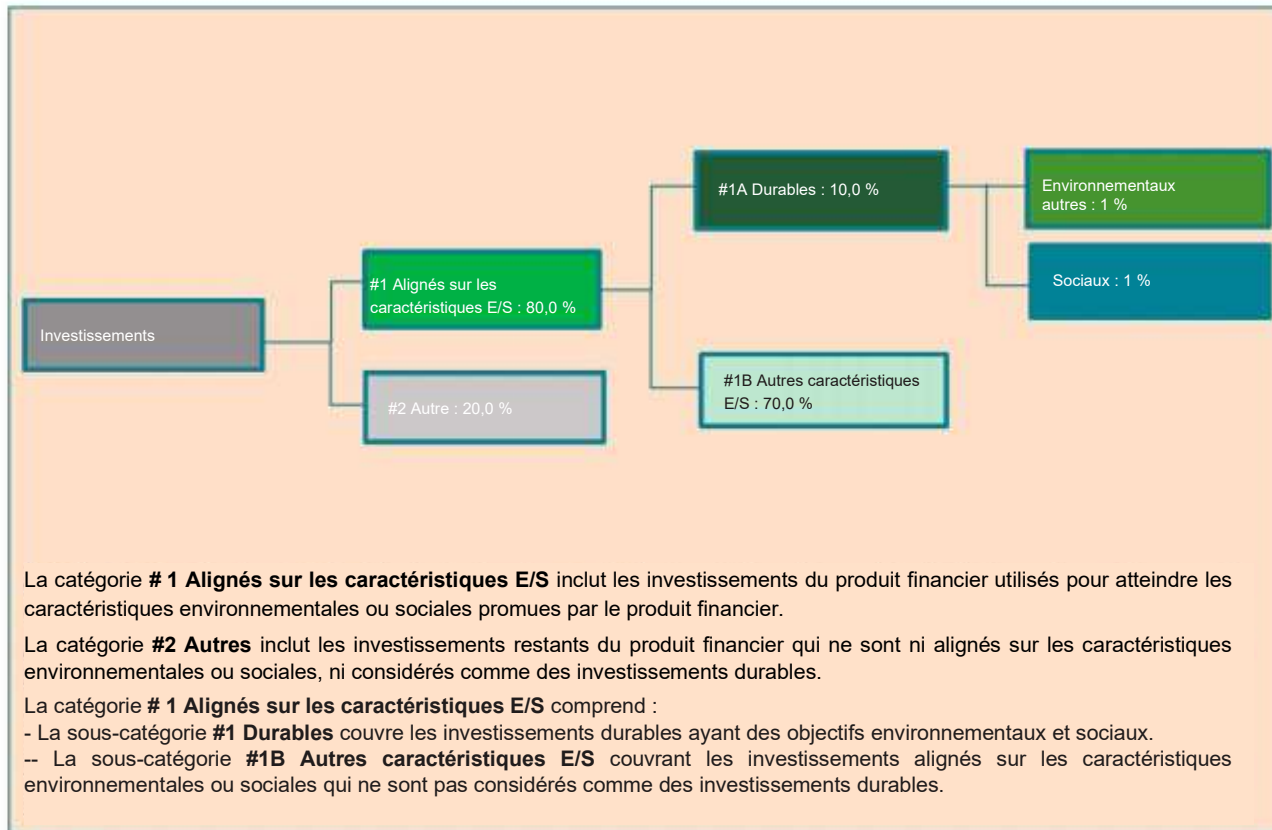 #1A Durables : 10,0 %
Environnementaux
autres : 1 %
#1 Alignés sur les
caractéristiques E/S : 80,0 %
Sociaux : 1 %
Investissements
#1B Autres caractéristiques
E/S : 70,0 %
#2 Autre : 20,0 %
La catégorie # 1 Alignés sur les caractéristiques E/S inclut les investissements du produit financier utilisés pour atteindre les
caractéristiques environnementales ou sociales promues par le produit financier.
La catégorie #2 Autres inclut les investissements restants du produit financier qui ne sont ni alignés sur les caractéristiques
environnementales ou sociales, ni considérés comme des investissements durables.
La catégorie # 1 Alignés sur les caractéristiques E/S comprend :
- La sous-catégorie #1 Durables couvre les investissements durables ayant des objectifs environnementaux et sociaux.
-- La sous-catégorie #1B Autres caractéristiques E/S couvrant les investissements alignés sur les caractéristiques
environnementales ou sociales qui ne sont pas considérés comme des investissements durables.